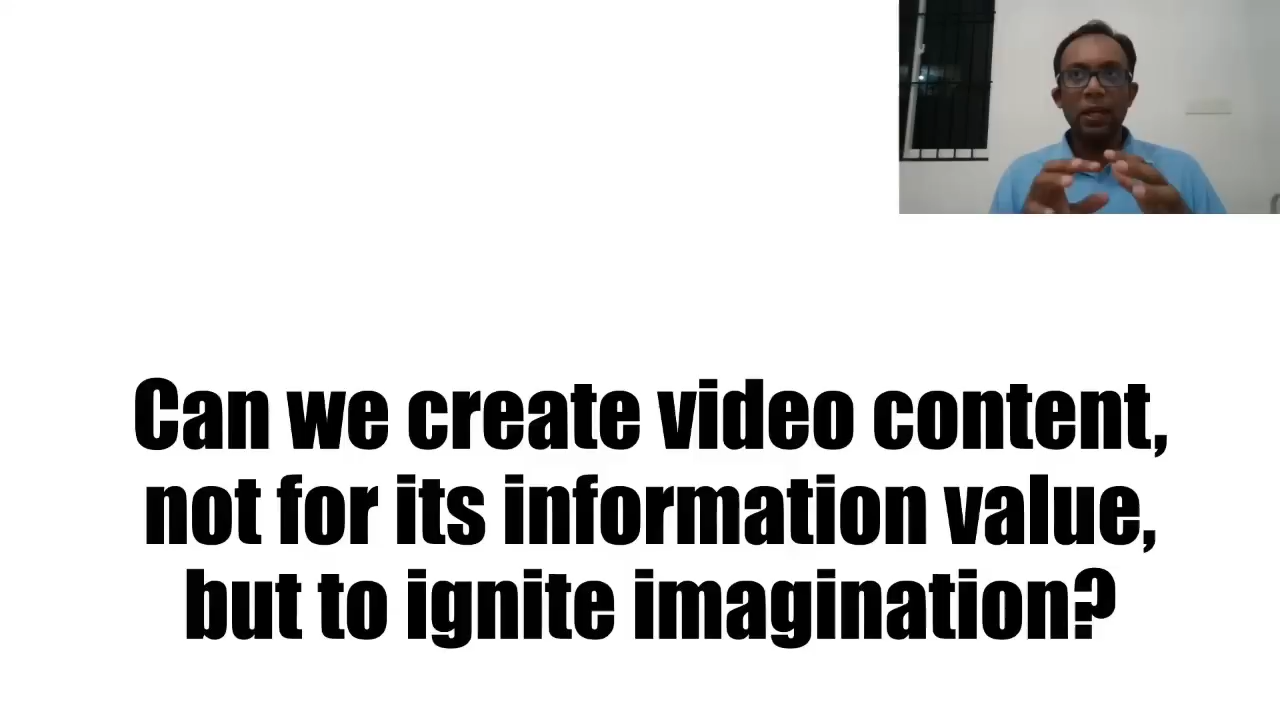 Can we create video content,
not for its information value,
but to ignite imagination?